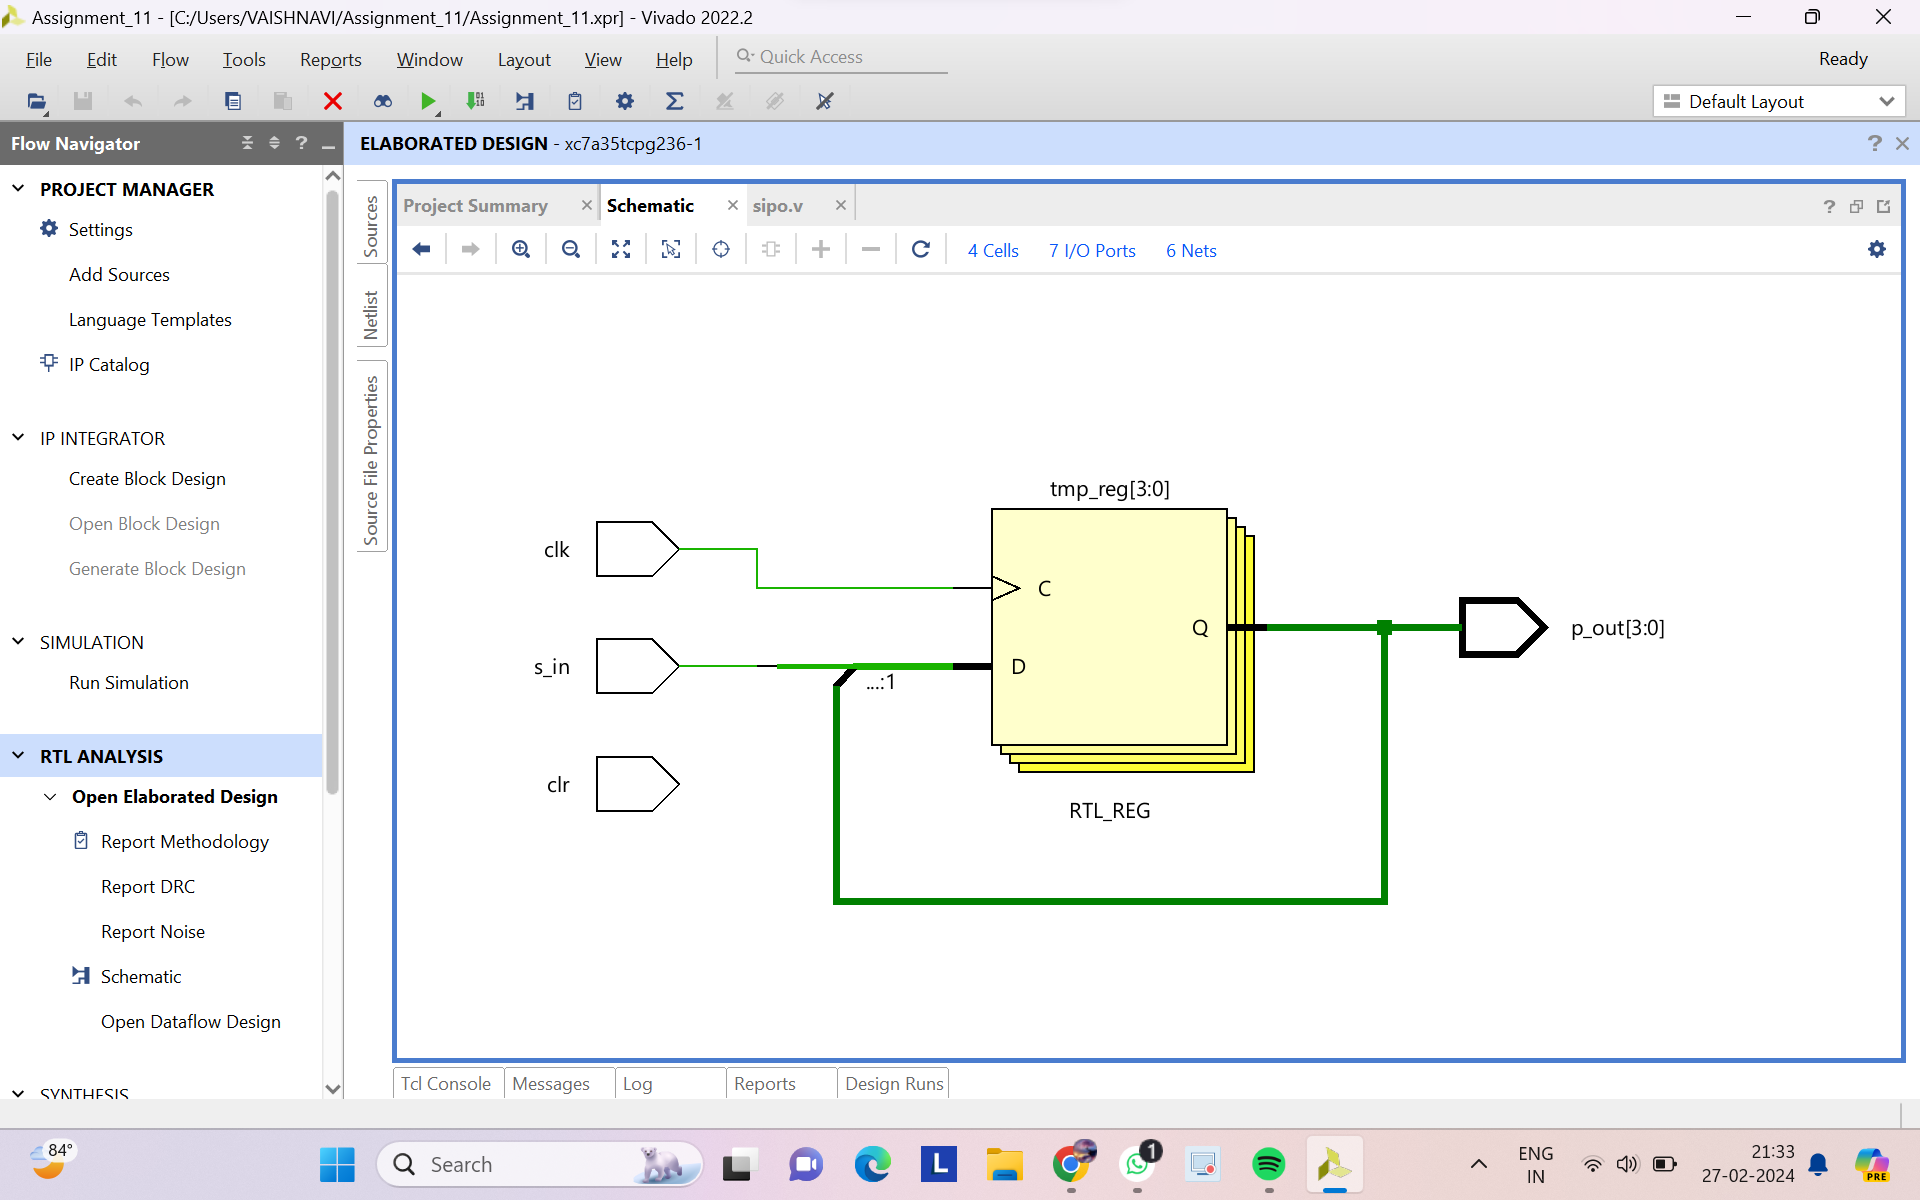 Assignment_11 - [C:/Users/VAISHNAVI/Assignment_11/Assignment_11.xpr] - Vivado 2022.2
File Edit Flow Tools Reports Window Layout View Help Quick Access
Ready
Default Layout
Flow Navigator
ELABORATED DESIGN - xc7a35tcpg236-1
PROJECT MANAGER
Settings
Add Sources
Language Templates
IP Catalog
IP INTEGRATOR
Create Block Design
Open Block Design
Generate Block Design
SIMULATION
Run Simulation
RTL ANALYSIS
Open Elaborated Design
Report Methodology
Report DRC
Report Noise
Schematic
Open Dataflow Design
SYNTHESIS
Sources
Netlist
Source File Properties
Project Summary Schematic sipo.v
4 Cells 7 I/O Ports 6 Nets
tmp_reg[3:0]
clk
C
Q
p_out[3:0]
s_in
D
...:1
clr
RTL_REG
Tcl Console Messages Log Reports Design Runs
84°
Search
L
1
ENG
IN
21:33
27-02-2024
PRE